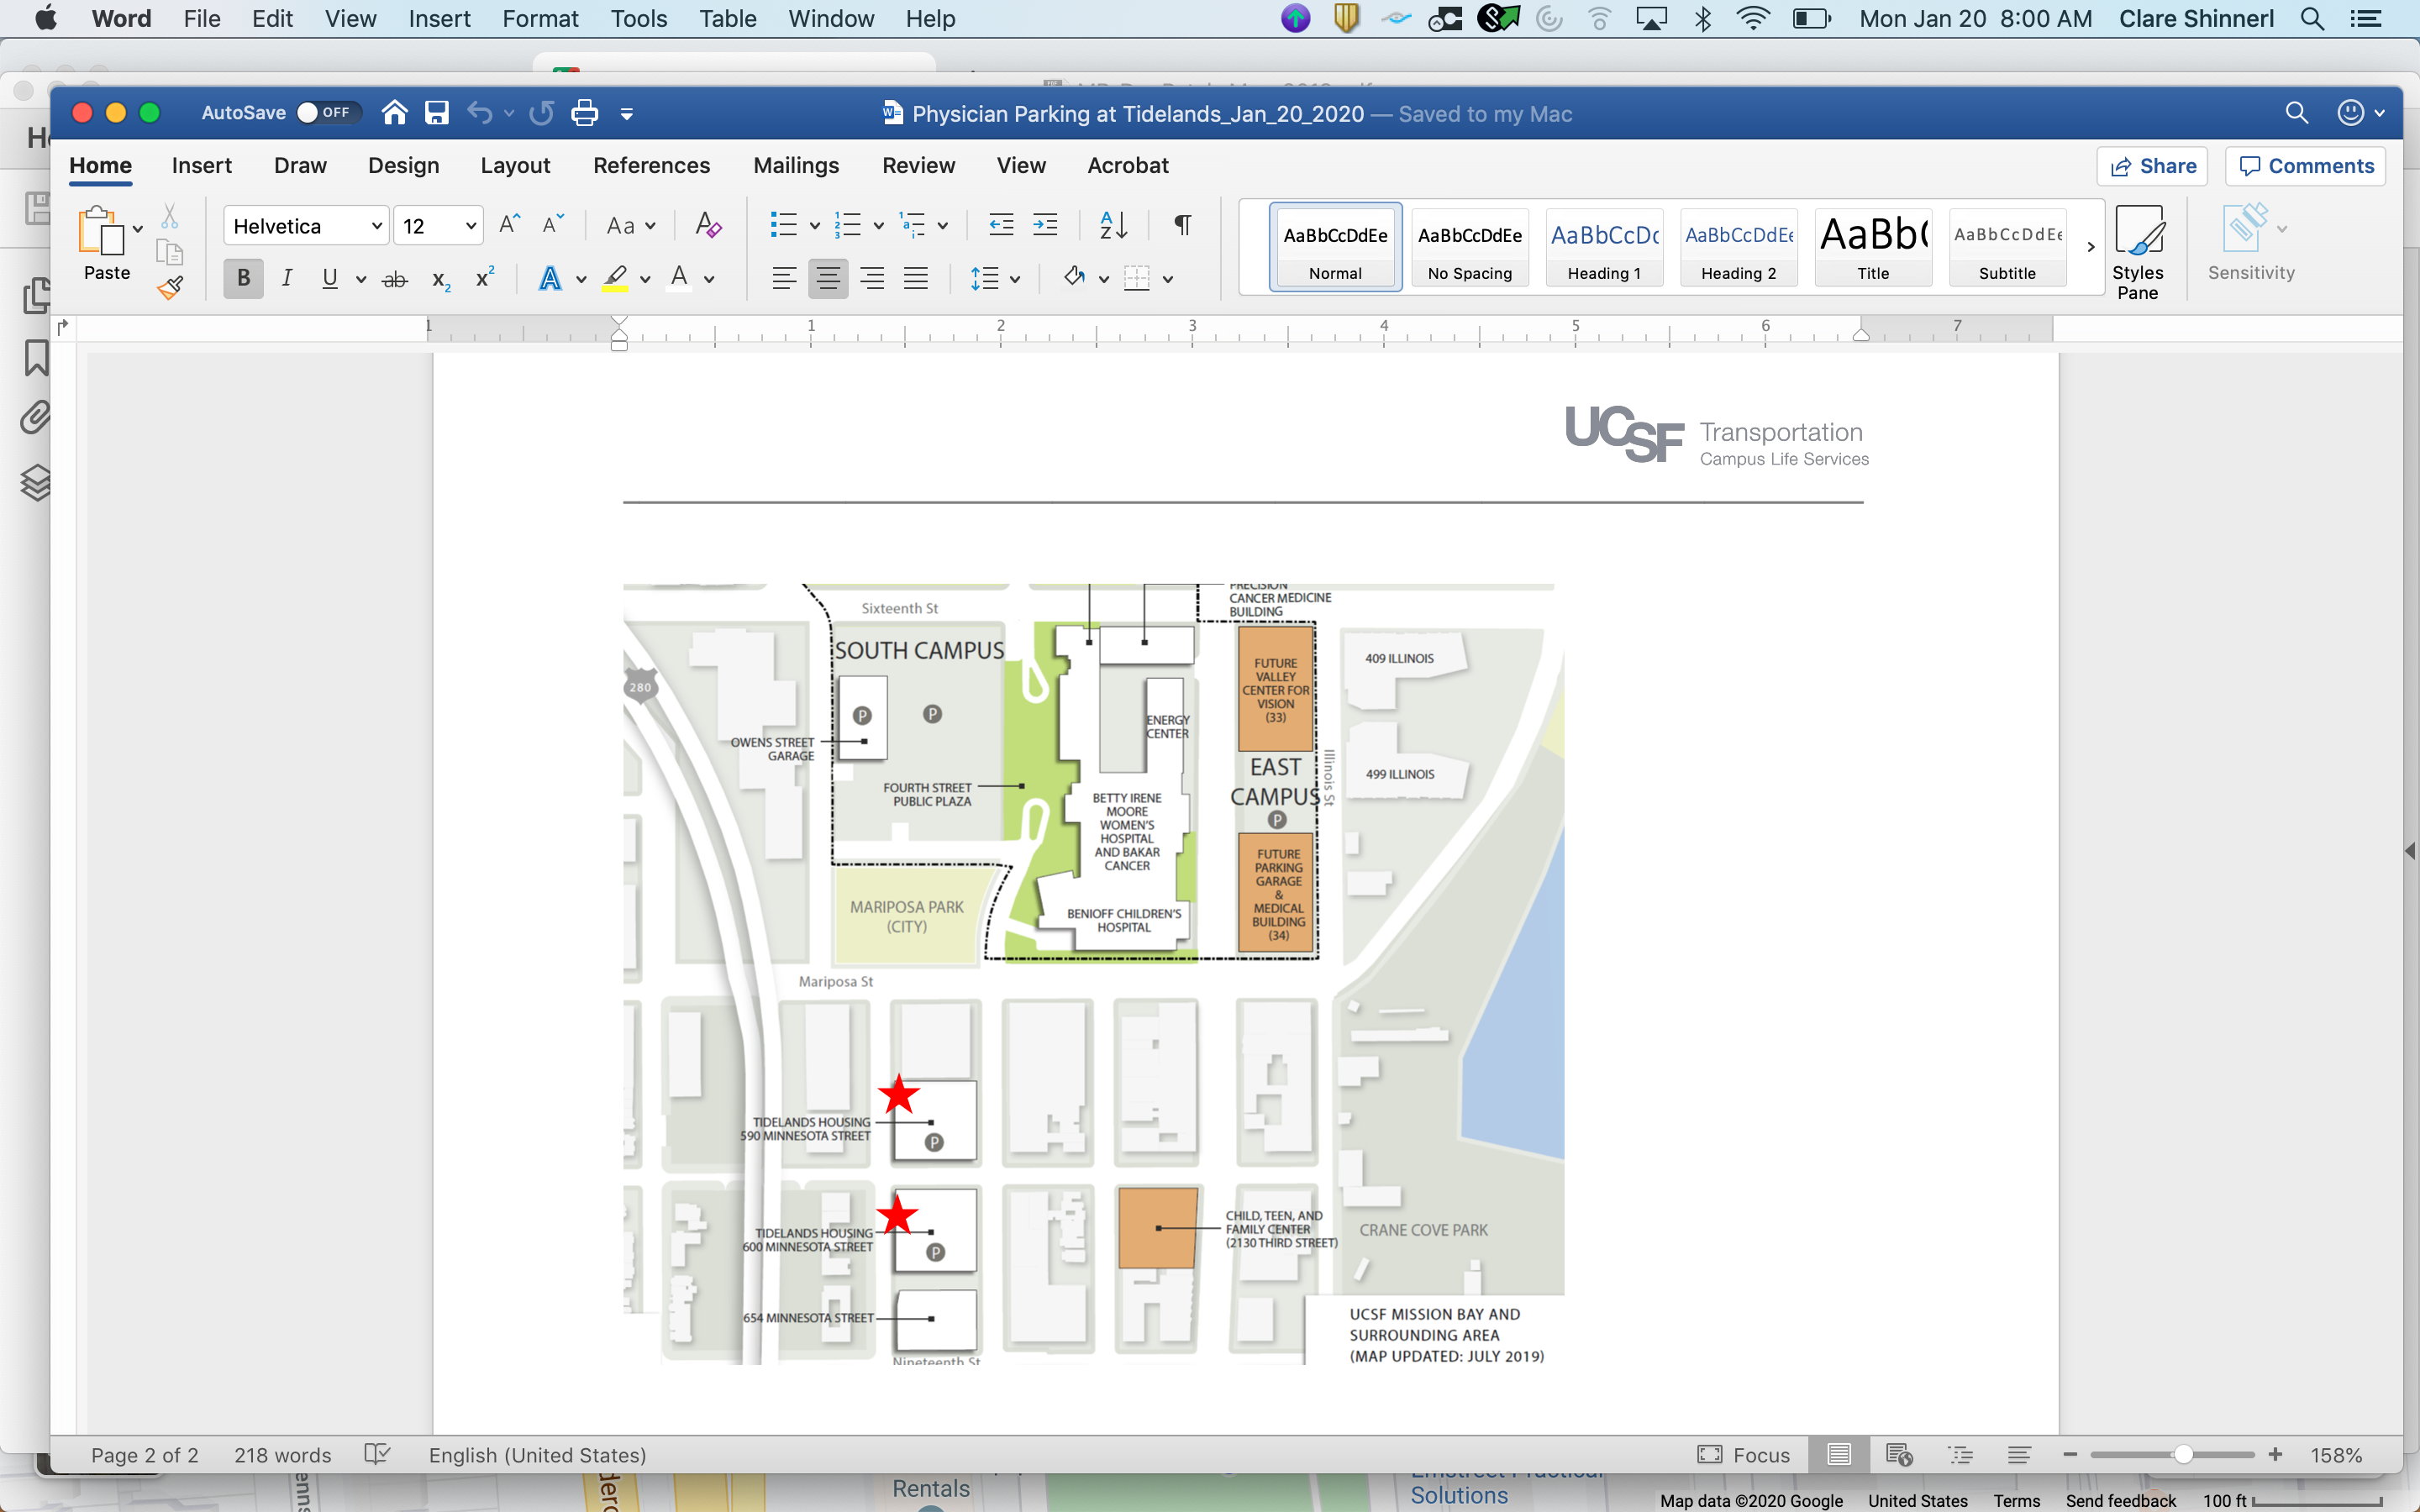 Word File Edit View Insert Format Tools Table Window Help
Mon Jan 20 8:00 AM Clare Shinnerl
AutoSave OFF
Physician Parking at Tidelands_Jan_20_2020 — Saved to my Mac
Home Insert Draw Design Layout References Mailings Review View Acrobat
Share Comments
Paste
Helvetica 12
AaBbCcDdEe Normal
AaBbCcDdEe No Spacing
Heading 1
Heading 2
Title
Subtitle
Styles Pane
Sensitivity
1 1 2 3 4 5 6 7
UCSF Transportation
Campus Life Services
PRECISION
CANCER MEDICINE
BUILDING
Sixteenth St
SOUTH CAMPUS
280
P
P
OWENS STREET
GARAGE
FOURTH STREET
PUBLIC PLAZA
ENERGY
CENTER
FUTURE
VALLEY
CENTER FOR
VISION
(33)
409 ILLINOIS
EAST
CAMPUS
P
Illinois St
499 ILLINOIS
BETTY IRENE
MOORE
WOMEN'S
HOSPITAL
AND BAKAR
CANCER
FUTURE
PARKING
GARAGE
&
MEDICAL
BUILDING
(34)
MARIPOSA PARK
(CITY)
BENIOFF CHILDREN'S
HOSPITAL
Mariposa St
TIDELANDS HOUSING
590 MINNESOTA STREET
P
TIDELANDS HOUSING
600 MINNESOTA STREET
P
CHILD, TEEN, AND
FAMILY CENTER
(2130 THIRD STREET)
CRANE COVE PARK
654 MINNESOTA STREET
Nineteenth St
UCSF MISSION BAY AND
SURROUNDING AREA
(MAP UPDATED: JULY 2019)
Page 2 of 2 218 words English (United States)
Focus 158%
Rentals
Solutions
Map data ©2020 Google United States Terms Send feedback 100 ft